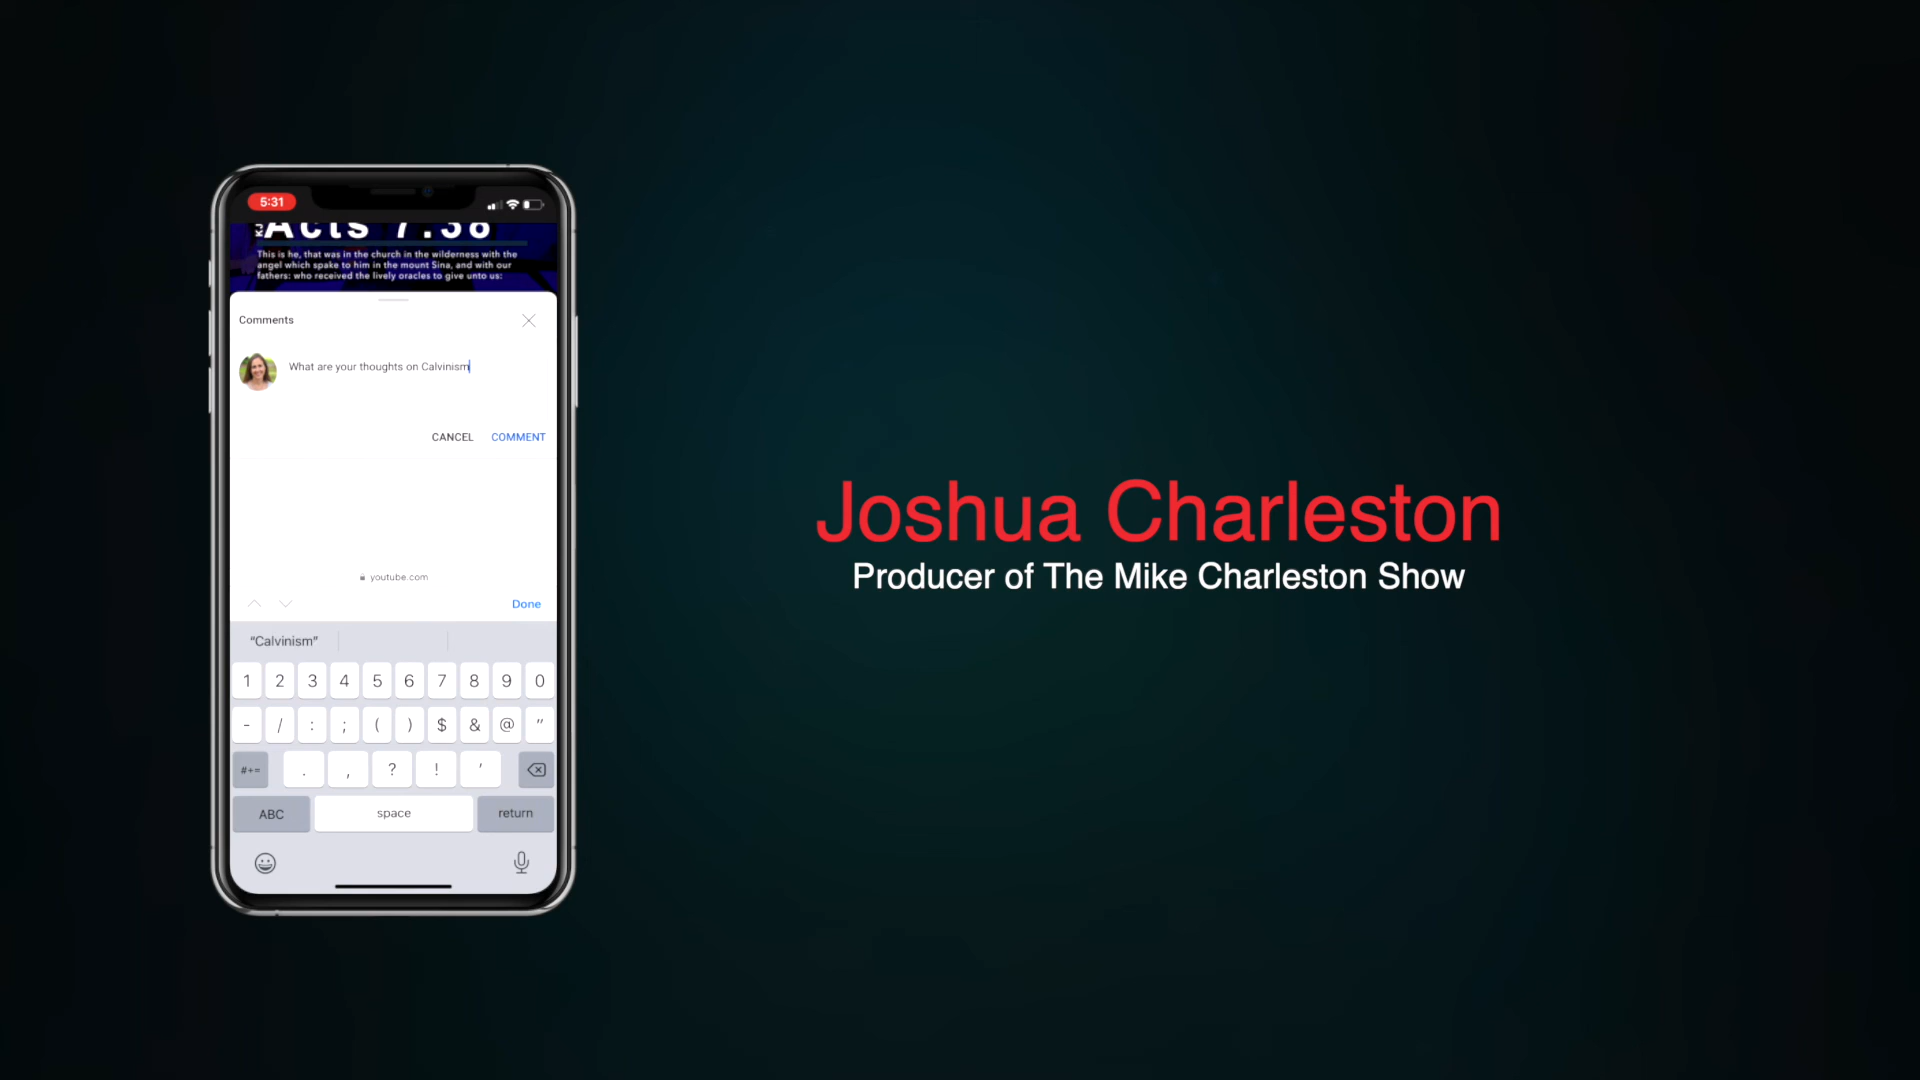 5:31
Acts 7:38
This is he, that was in the church in the wilderness with the
angel which spake to him in the mount Sina, and with our
fathers: who received the lively oracles to give unto us:
Comments
What are your thoughts on Calvinism
CANCEL COMMENT
youtube.com
Done
“Calvinism”
1 2 3 4 5 6 7 8 9 0
- / : ; ( ) $ & @ "
#+= . , ? ! '
ABC space return
Joshua Charleston
Producer of The Mike Charleston Show